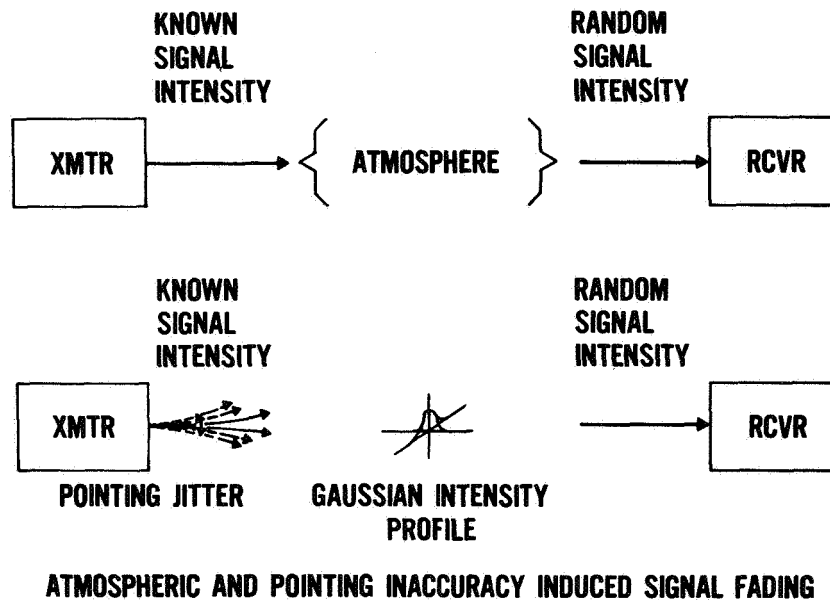 KNOWN
SIGNAL
INTENSITY
RANDOM
SIGNAL
INTENSITY
XMTR
ATMOSPHERE
RCVR
KNOWN
SIGNAL
INTENSITY
RANDOM
SIGNAL
INTENSITY
XMTR
RCVR
POINTING JITTER
GAUSSIAN INTENSITY
PROFILE
ATMOSPHERIC AND POINTING INACCURACY INDUCED SIGNAL FADING